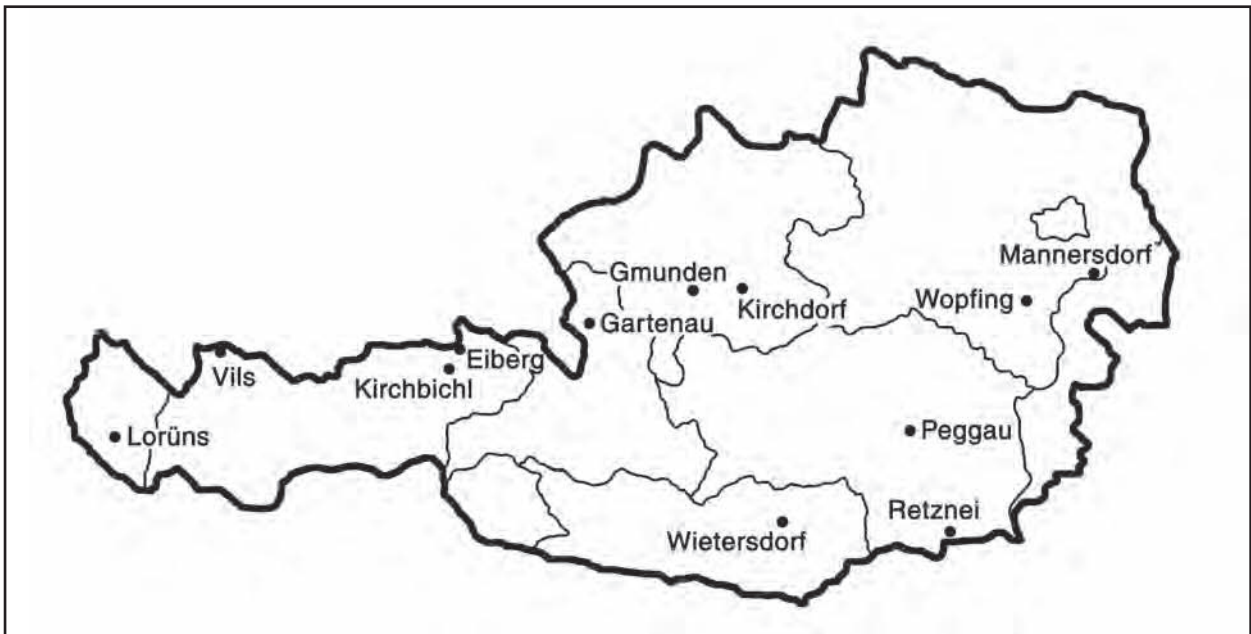 Mannersdorf
Gmunden
Kirchdorf
Wopfing
Gartenau
Eiberg
Vils
Kirchbichl
Lorüns
Peggau
Retznei
Wietersdorf